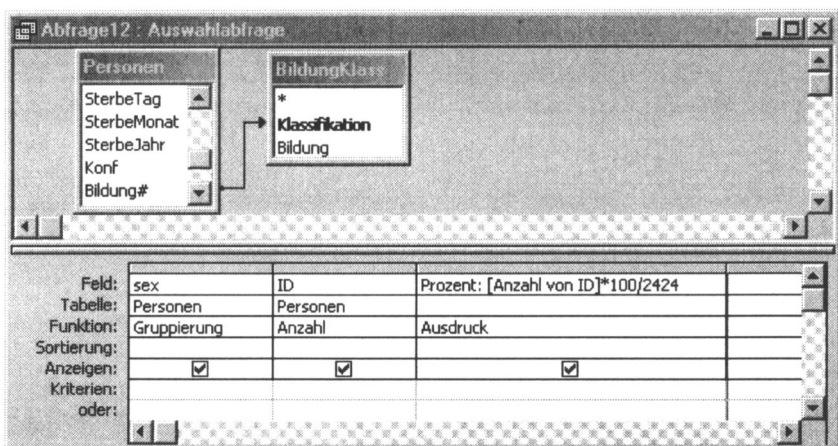 Abfrage12 : Auswahlabfrage
Personen
SterbeTag
SterbeMonat
SterbeJahr
Konf
Bildung#
BildungKlass
*
Klassifikation
Bildung
Feld: sex ID Prozent: [Anzahl von ID]*100/2424
Tabelle: Personen Personen
Funktion: Gruppierung Anzahl Ausdruck
Sortierung:
Anzeigen:
Kriterien:
oder: